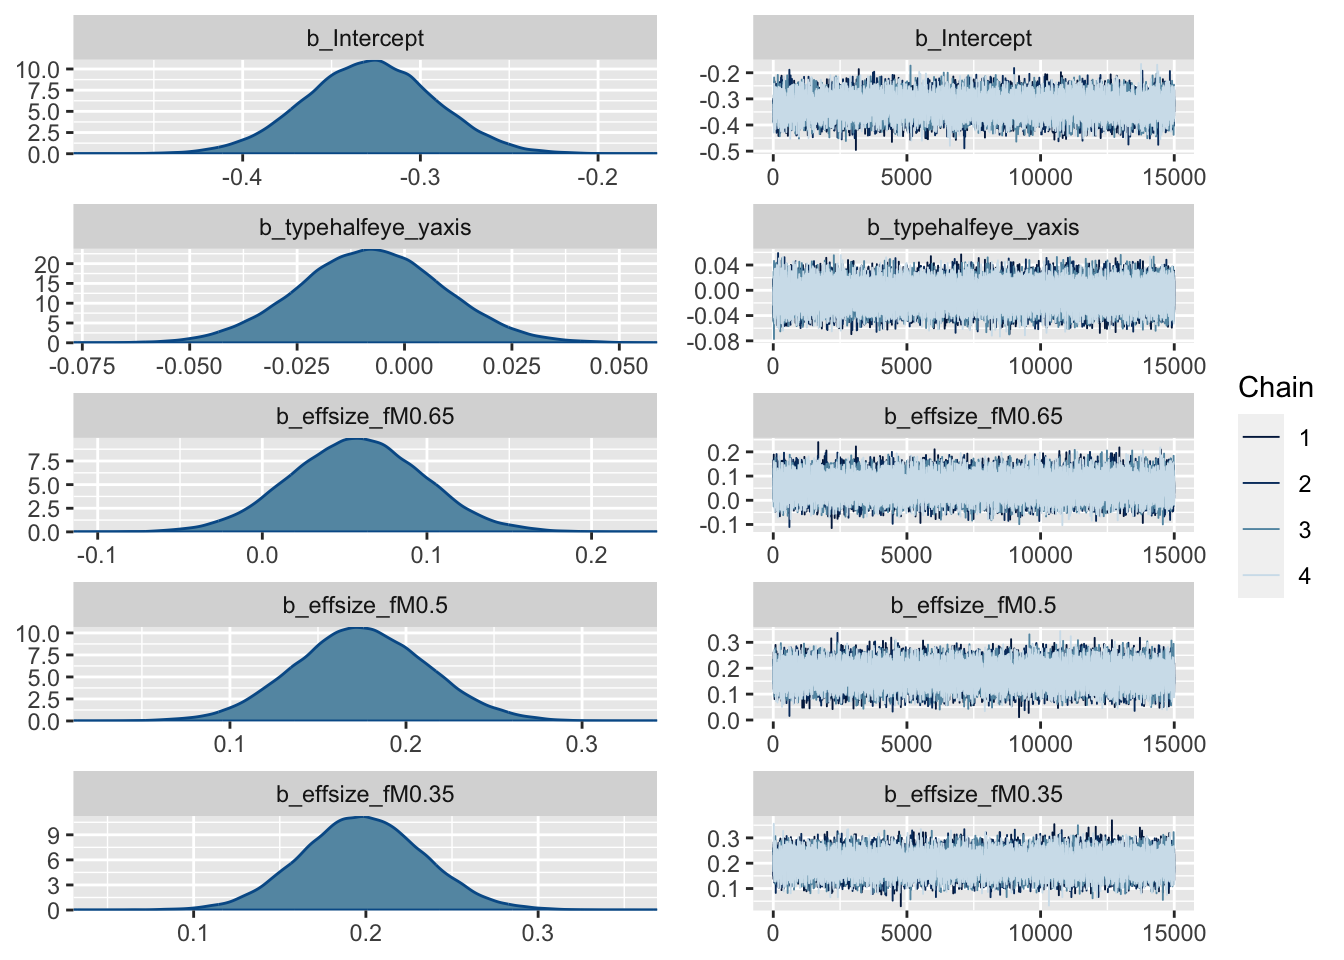 b_Intercept
10.0
7.5
5.0
2.5
0.0
-0.4 -0.3 -0.2
b_Intercept
-0.2
-0.3
-0.4
-0.5
0 5000 10000 15000
b_typehalfeye_yaxis
20
15
10
5
0
-0.075 -0.050 -0.025 0.000 0.025 0.050
b_typehalfeye_yaxis
0.04
0.00
-0.04
-0.08
0 5000 10000 15000
b_effsize_fM0.65
7.5
5.0
2.5
0.0
-0.1 0.0 0.1 0.2
b_effsize_fM0.65
0.2
0.1
0.0
-0.1
0 5000 10000 15000
b_effsize_fM0.5
10.0
7.5
5.0
2.5
0.0
0.1 0.2 0.3
b_effsize_fM0.5
0.3
0.2
0.1
0.0
0 5000 10000 15000
b_effsize_fM0.35
9
6
3
0
0.1 0.2 0.3
b_effsize_fM0.35
0.3
0.2
0.1
0 5000 10000 15000
Chain
1
2
3
4